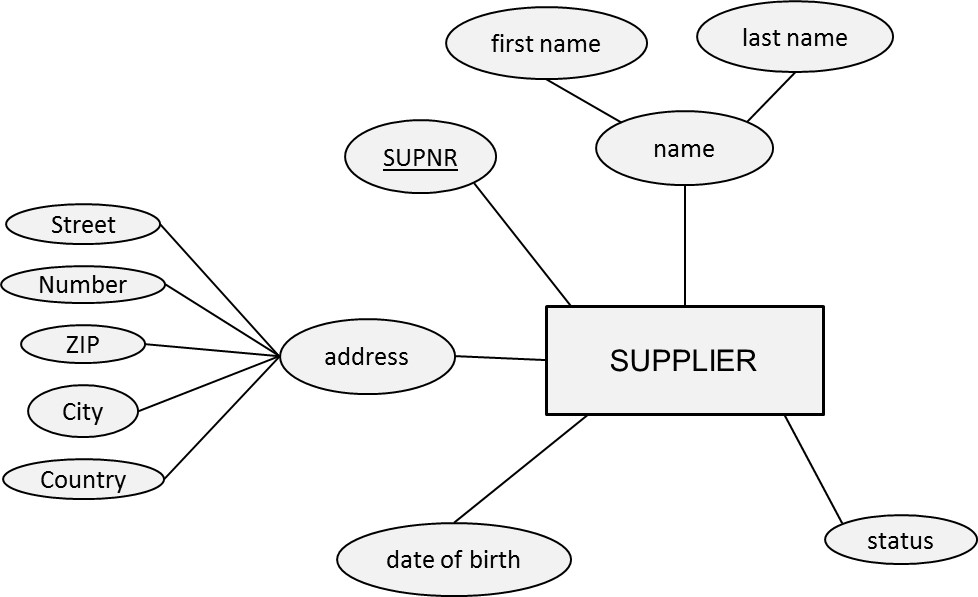 first name
last name
SUPNR
name
Street
Number
ZIP
City
Country
address
SUPPLIER
date of birth
status